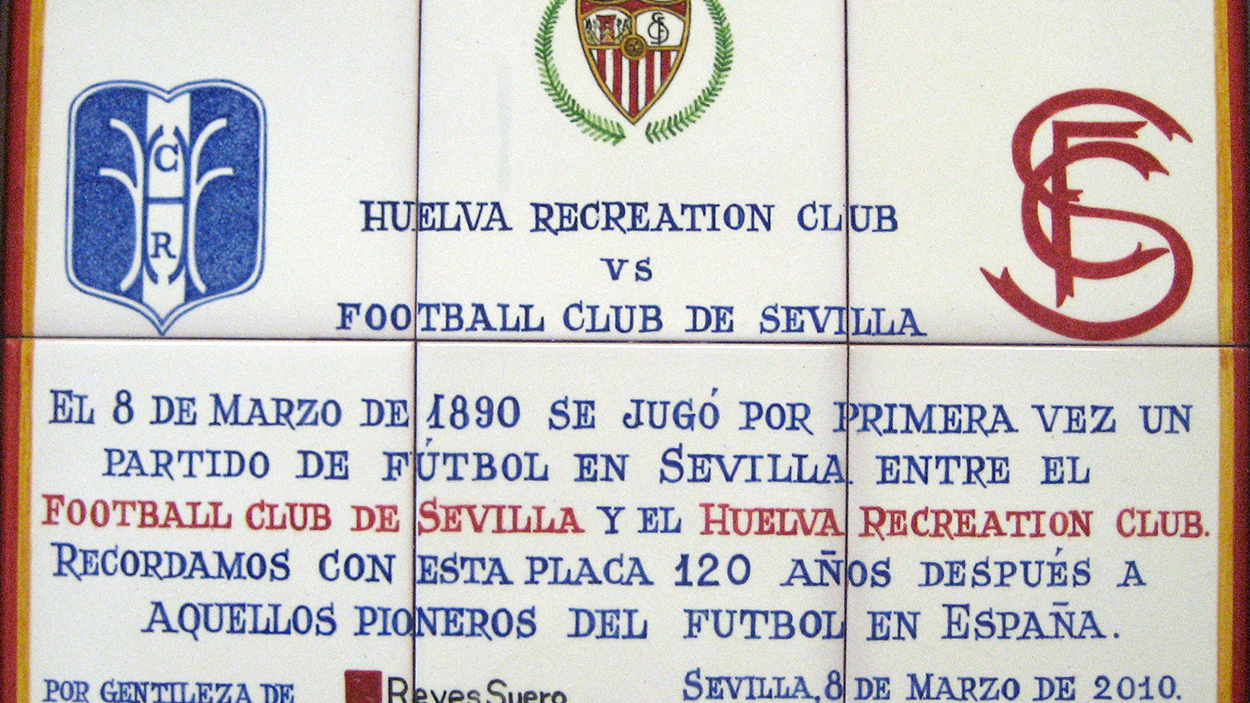 HUELVA RECREATION CLUB
VS
FOOTBALL CLUB DE SEVILLA
EL 8 DE MARZO DE 1890 SE JUGÓ POR PRIMERA VEZ UN
PARTIDO DE FÚTBOL EN SEVILLA ENTRE EL
FOOTBALL CLUB DE SEVILLA Y EL HUELVA RECREATION CLUB.
RECORDAMOS CON ESTA PLACA 120 AÑOS DESPUÉS A
AQUELLOS PIONEROS DEL FUTBOL EN ESPAÑA.
POR GENTILEZA DE Reyes Suero SEVILLA, 8 DE MARZO DE 2010.